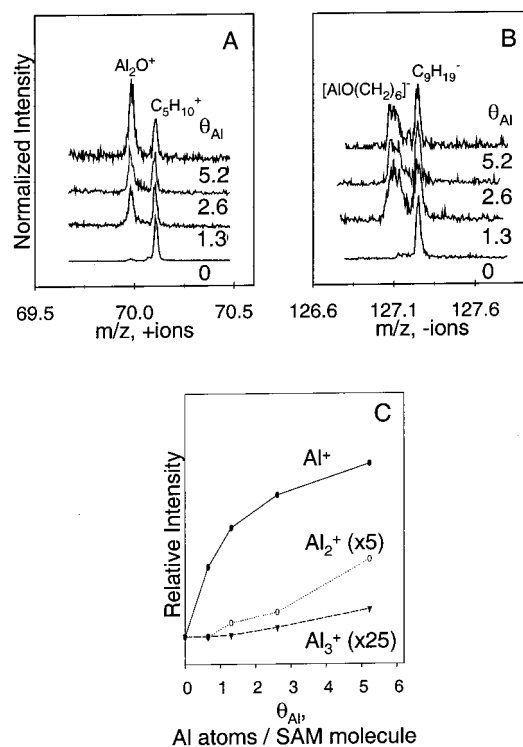 A
Al₂O⁺
C₅H₁₀⁺
θAl
5.2
2.6
1.3
0
Normalized Intensity
69.5 70.0 70.5
m/z, +ions
B
[AlO(CH₂)₆]⁻
C₉H₁₉⁻
θAl
5.2
2.6
1.3
0
126.6 127.1 127.6
m/z, -ions
C
Al⁺
Al₂⁺ (x5)
Al₃⁺ (x25)
Relative Intensity
0 1 2 3 4 5 6
θAl,
Al atoms / SAM molecule